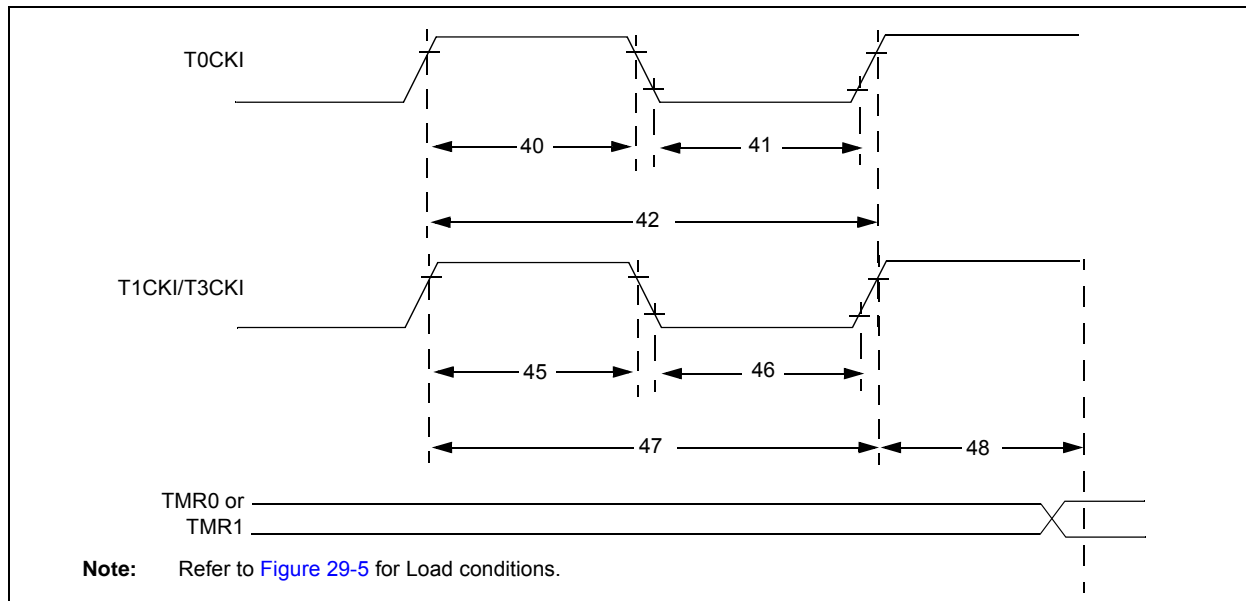 T0CKI
40
41
42
T1CKI/T3CKI
45
46
47
48
TMR0 or
TMR1
Note: Refer to Figure 29-5 for Load conditions.